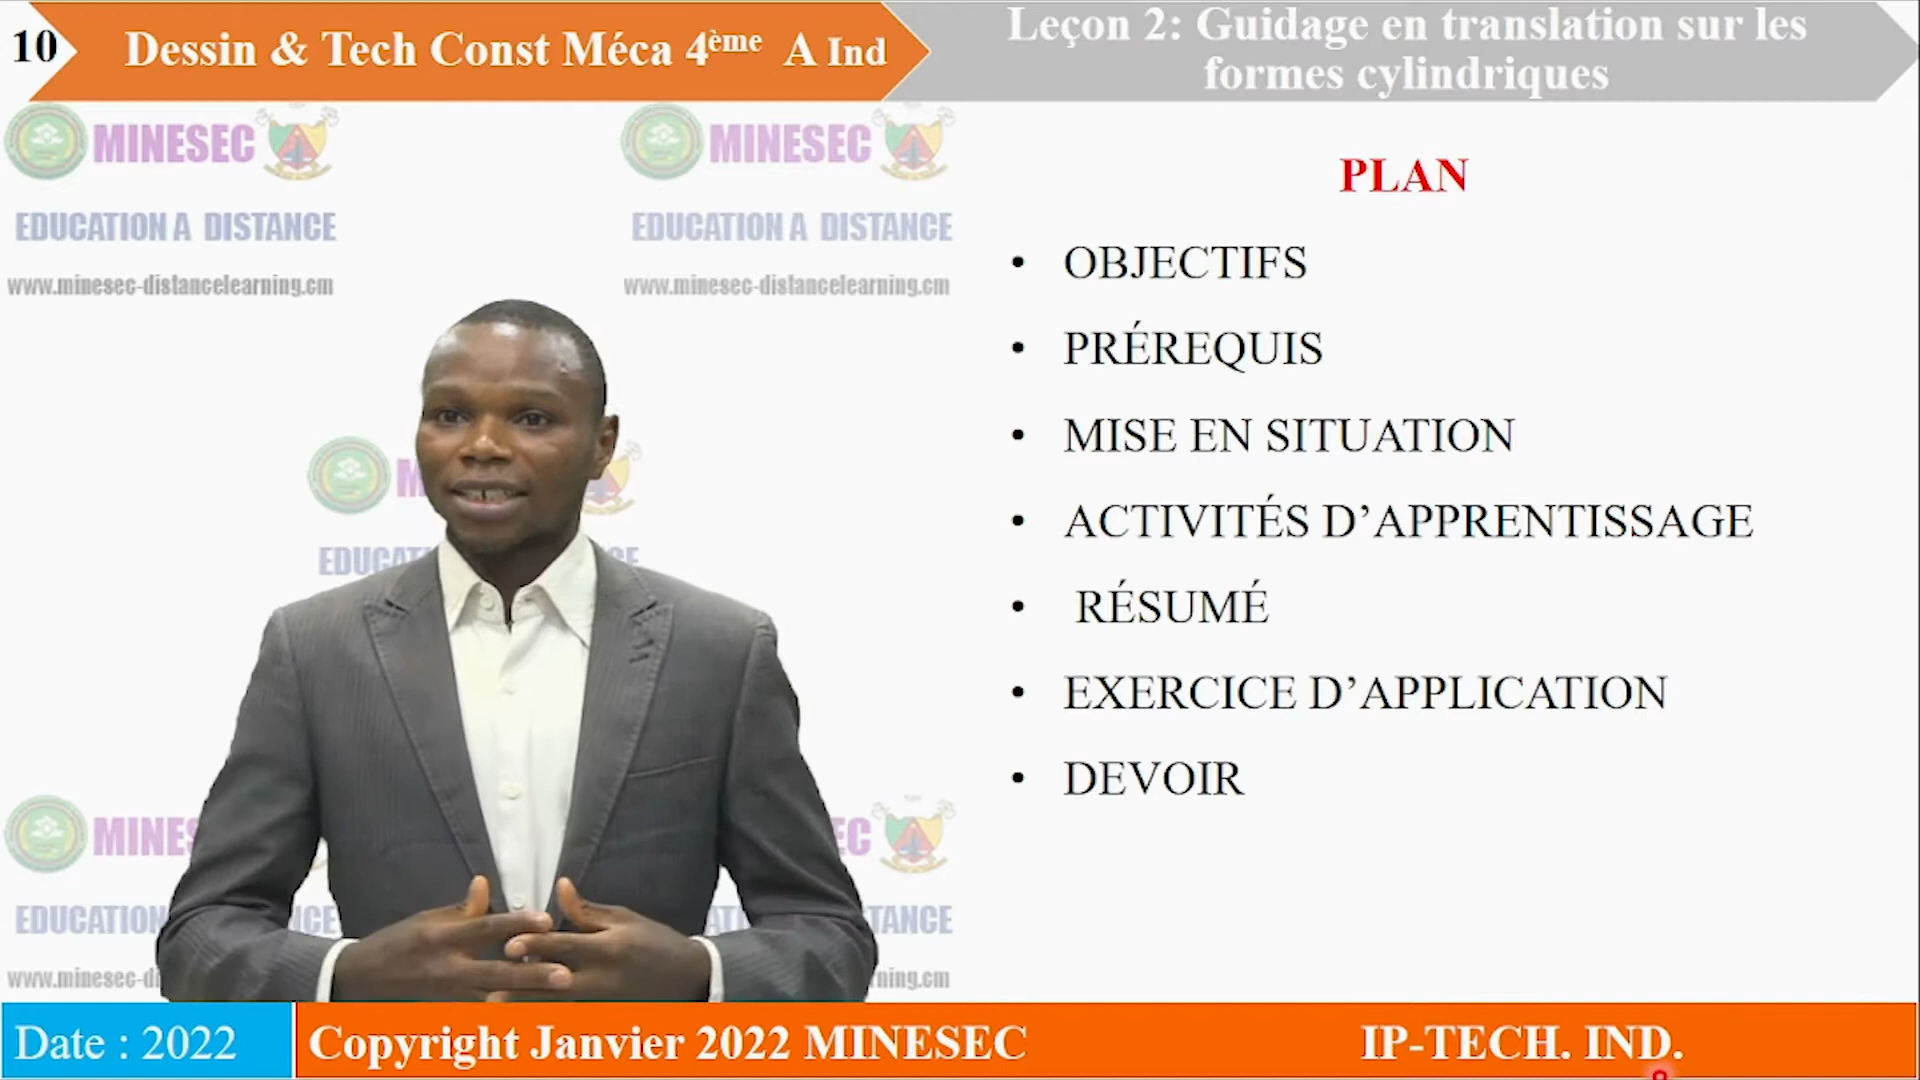 10
Dessin & Tech Const Méca 4ème A Ind
Leçon 2: Guidage en translation sur les
formes cylindriques
MINESEC
EDUCATION A DISTANCE
www.minesec-distancelearning.cm
MINESEC
EDUCATION A DISTANCE
www.minesec-distancelearning.cm
PLAN
• OBJECTIFS
• PRÉREQUIS
• MISE EN SITUATION
• ACTIVITÉS D’APPRENTISSAGE
• RÉSUMÉ
• EXERCICE D’APPLICATION
• DEVOIR
Date : 2022
Copyright Janvier 2022 MINESEC
IP-TECH. IND.